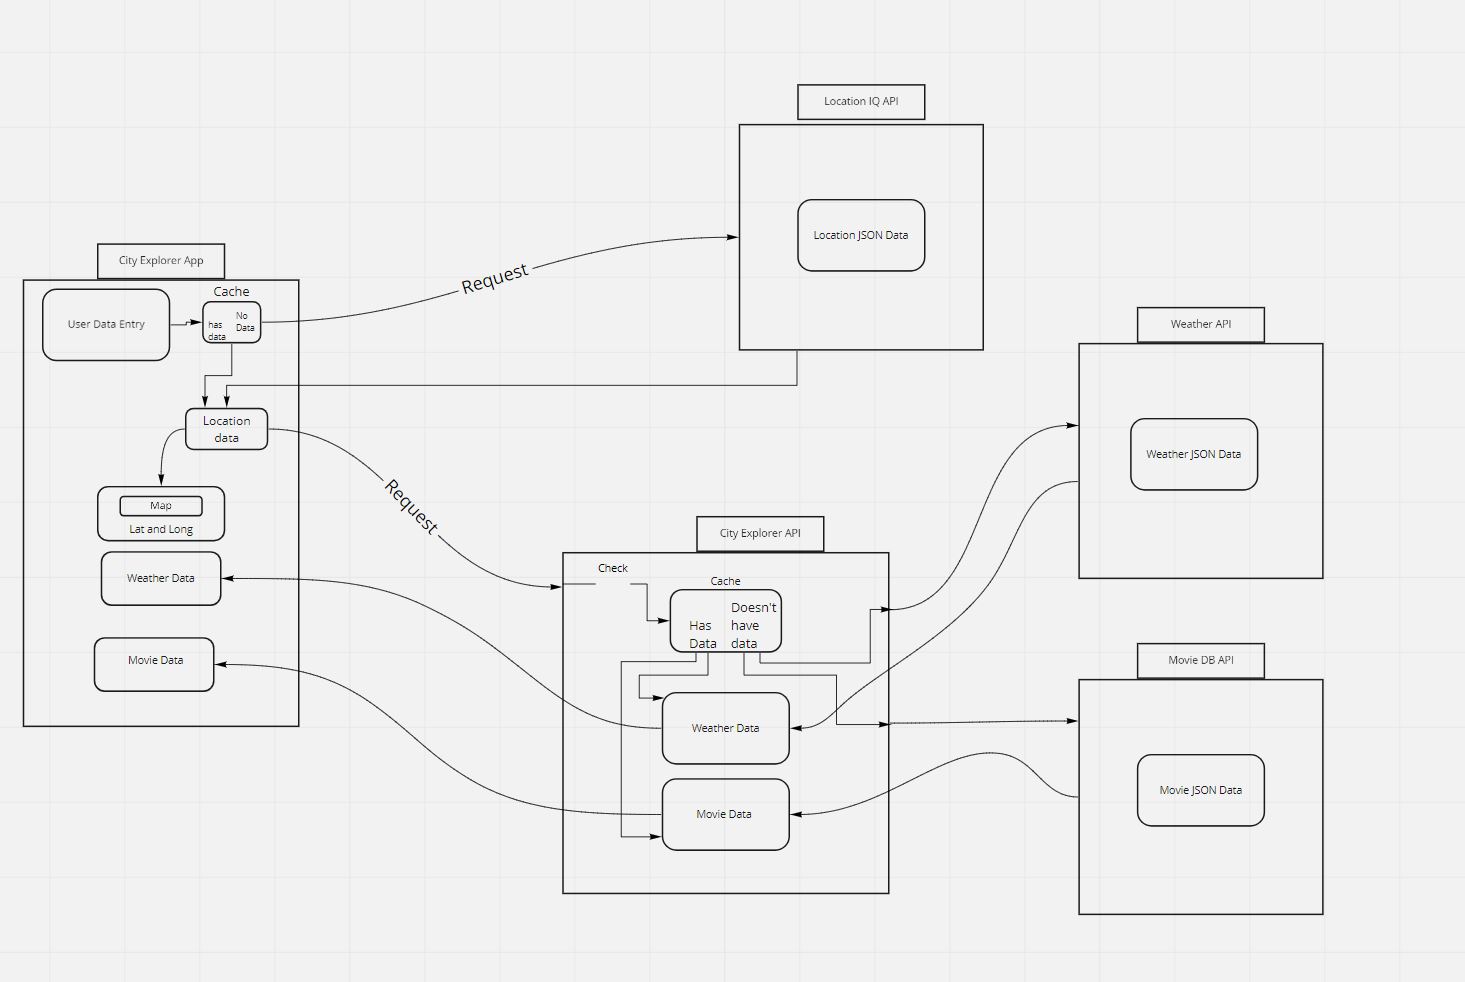 Location IQ API
Location JSON Data
Request
City Explorer App
Cache
User Data Entry
has
data
No
Data
Location
data
Map
Lat and Long
Weather Data
Movie Data
Request
Weather API
Weather JSON Data
City Explorer API
Check
Cache
Has
Data
Doesn't
have
data
Weather Data
Movie Data
Movie DB API
Movie JSON Data